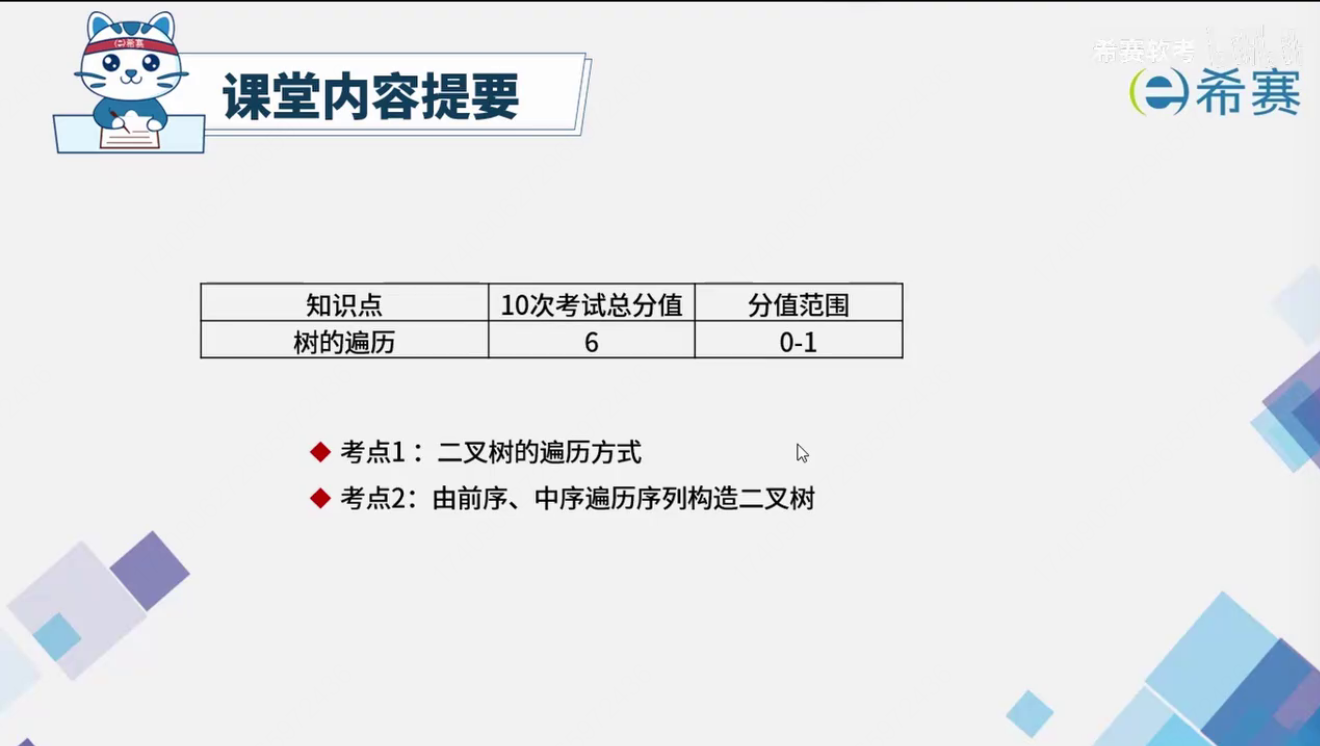 希赛
希赛软考
希赛
课堂内容提要
知识点 10次考试总分值 分值范围
树的遍历 6 0-1
考点1：二叉树的遍历方式
考点2：由前序、中序遍历序列构造二叉树